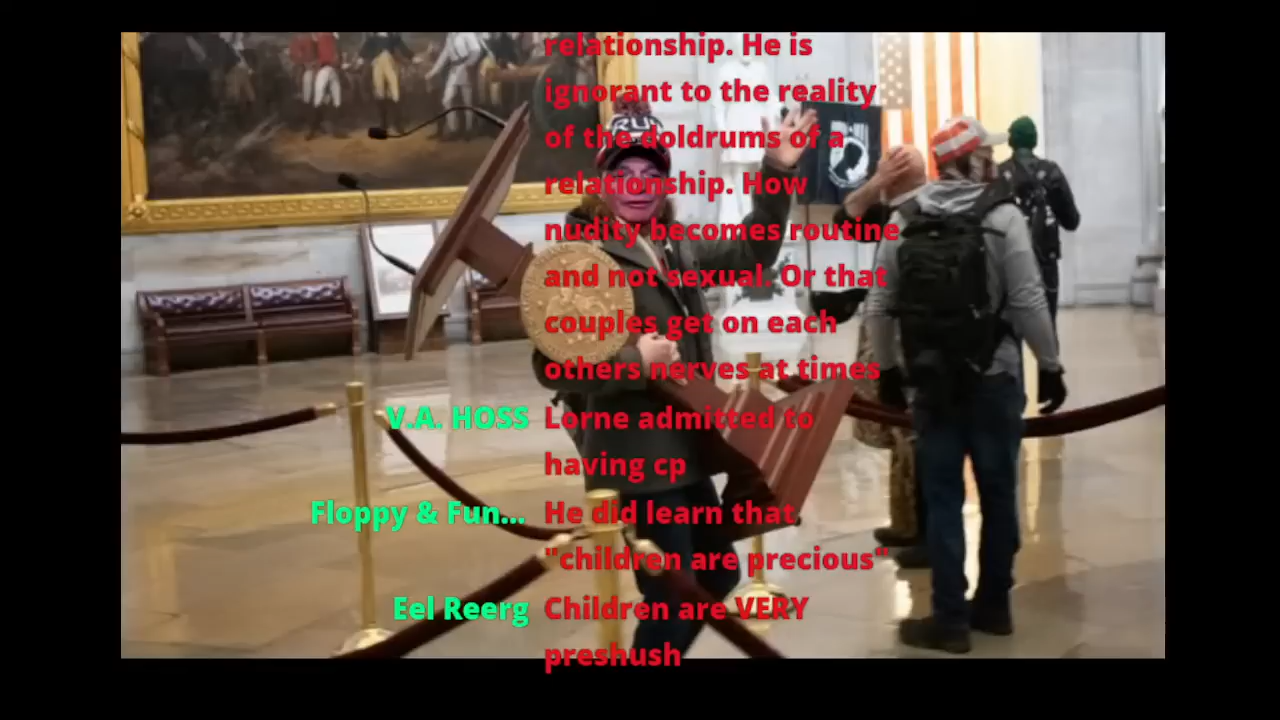 relationship. He is
ignorant to the reality
of the doldrums of a
relationship. How
nudity becomes routine
and not sexual. Or that
couples get on each
others nerves at times
V.A. HOSS Lorne admitted to
having cp
Floppy & Fun... He did learn that
"children are precious"
Eel Reerg Children are VERY
preshush